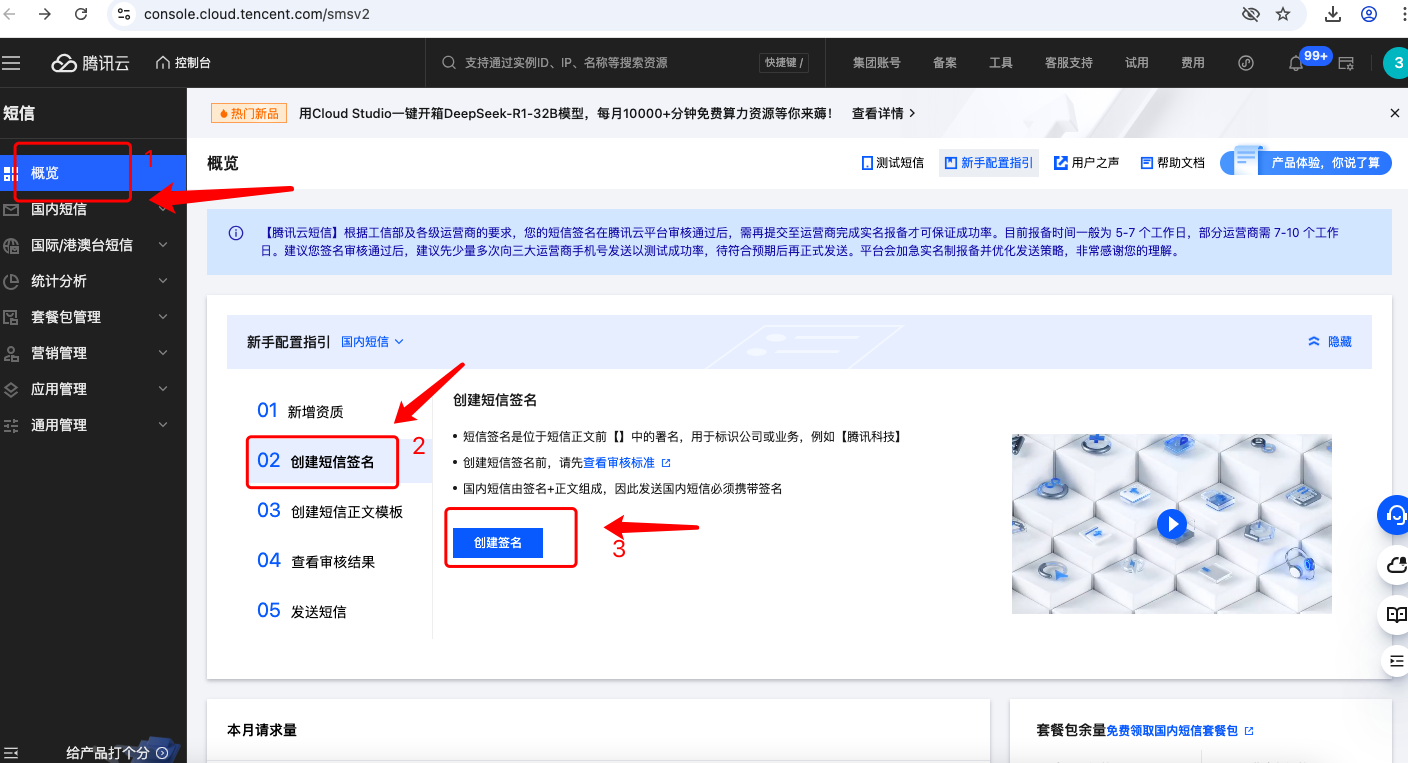 console.cloud.tencent.com/smsv2
腾讯云
控制台
支持通过实例ID、IP、名称等搜索资源
快捷键 /
集团账号
备案
工具
客服支持
试用
费用
99+
3
短信
概览
1
国内短信
国际/港澳台短信
统计分析
套餐包管理
营销管理
应用管理
通用管理
给产品打个分
热门新品
用Cloud Studio一键开箱DeepSeek-R1-32B模型，每月10000+分钟免费算力资源等你来薅！
查看详情
概览
测试短信
新手配置指引
用户之声
帮助文档
产品体验，你说了算
【腾讯云短信】根据工信部及各级运营商的要求，您的短信签名在腾讯云平台审核通过后，需再提交至运营商完成实名报备才可保证成功率。目前报备时间一般为 5-7 个工作日，部分运营商需 7-10 个工作
日。建议您签名审核通过后，建议先少量多次向三大运营商手机号发送以测试成功率，待符合预期后再正式发送。平台会加急实名制报备并优化发送策略，非常感谢您的理解。
新手配置指引 国内短信
隐藏
01 新增资质
02 创建短信签名
2
03 创建短信正文模板
04 查看审核结果
05 发送短信
创建短信签名
• 短信签名是位于短信正文前【】中的署名，用于标识公司或业务，例如【腾讯科技】
• 创建短信签名前，请先查看审核标准
• 国内短信由签名+正文组成，因此发送国内短信必须携带签名
创建签名
3
本月请求量
套餐包余量免费领取国内短信套餐包